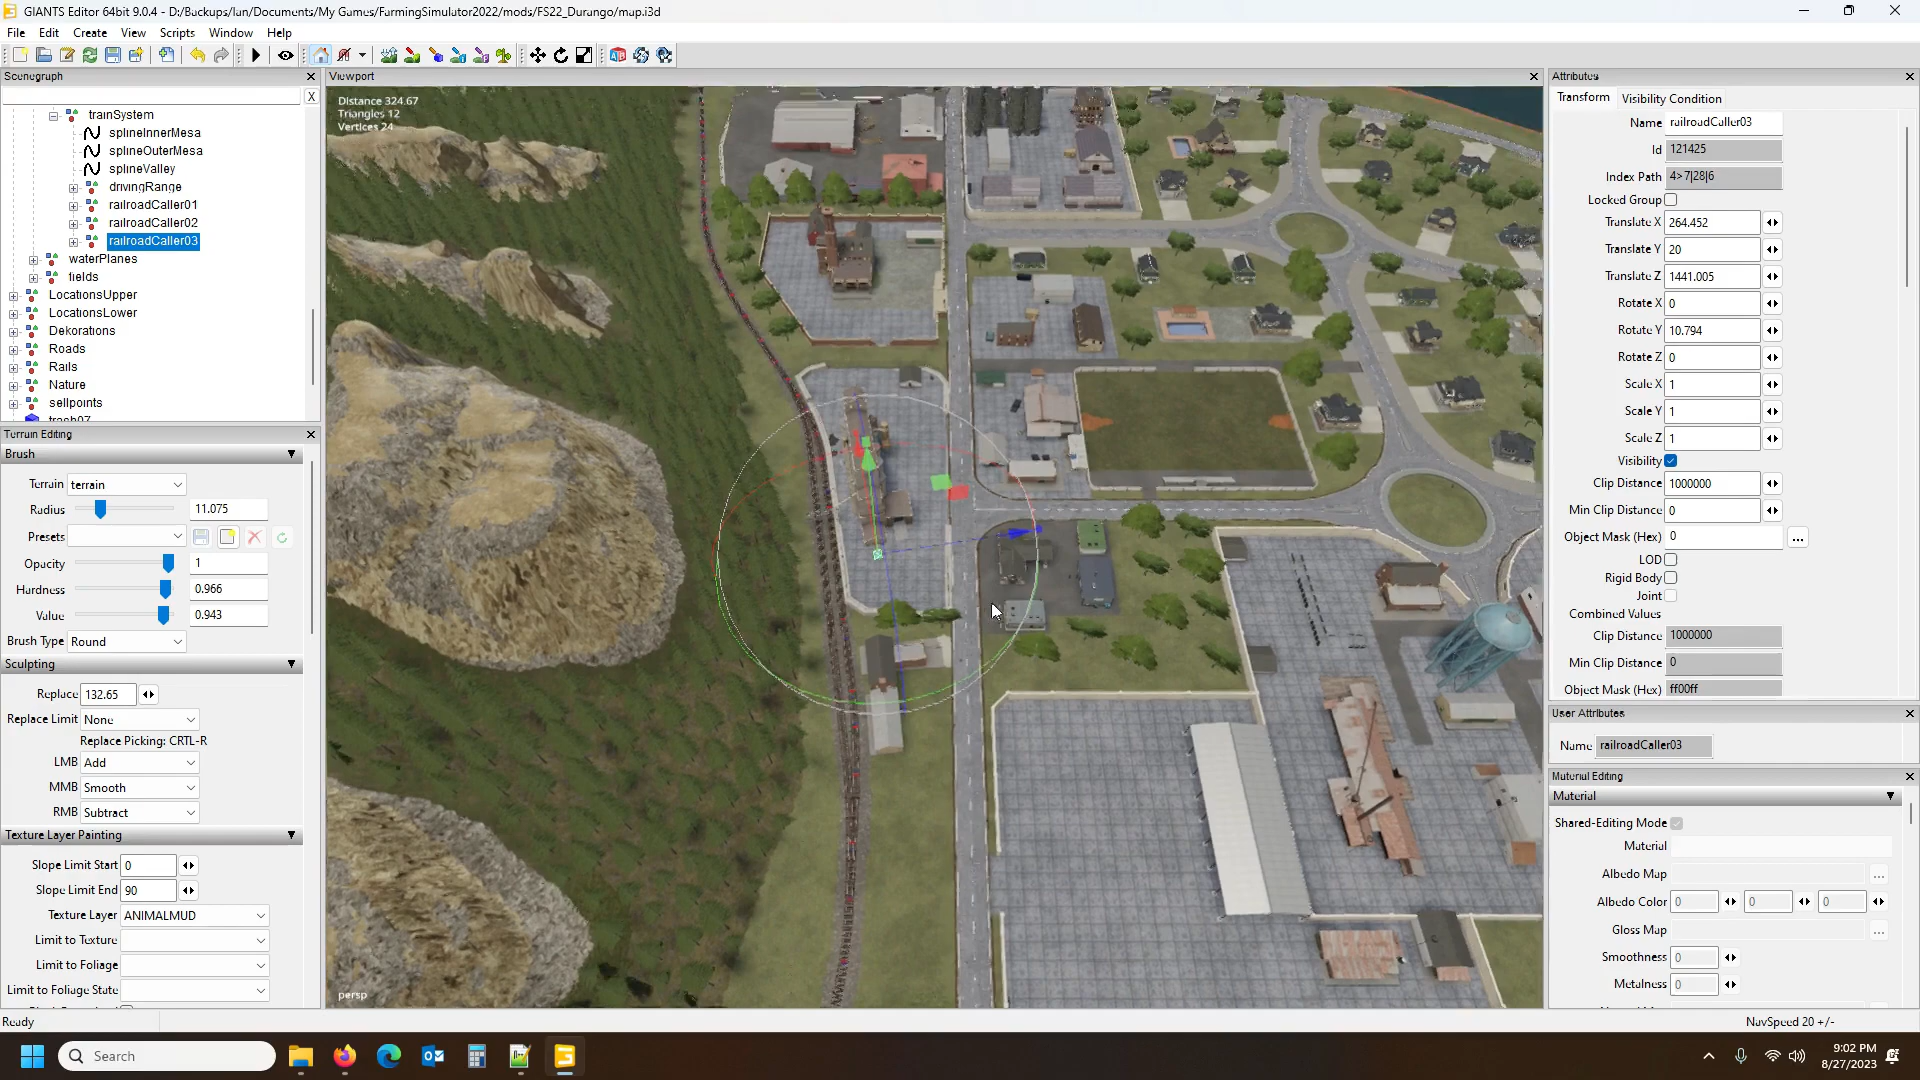 GIANTS Editor 64bit 9.0.4 - D:/Backups/Ian/Documents/My Games/FarmingSimulator2022/mods/FS22_Durango/map.i3d
File Edit Create View Scripts Window Help
Scenegraph
X
trainSystem
splineInnerMesa
splineOuterMesa
splineValley
drivingRange
railroadCaller01
railroadCaller02
railroadCaller03
waterPlanes
fields
LocationsUpper
LocationsLower
Dekorations
Roads
Rails
Nature
sellpoints
trash07
Terrain Editing
Brush
Terrain terrain
Radius 11.075
Presets
Opacity 1
Hardness 0.966
Value 0.943
Brush Type Round
Sculpting
Replace 132.65
Replace Limit None
Replace Picking: CRTL-R
LMB Add
MMB Smooth
RMB Subtract
Texture Layer Painting
Slope Limit Start 0
Slope Limit End 90
Texture Layer ANIMALMUD
Limit to Texture
Limit to Foliage
Limit to Foliage State
Viewport
Distance 324.67
Triangles 12
Vertices 24
persp
Attributes
Transform Visibility Condition
Name railroadCaller03
Id 121425
Index Path 4>7|28|6
Locked Group
Translate X 264.452
Translate Y 20
Translate Z 1441.005
Rotate X 0
Rotate Y 10.794
Rotate Z 0
Scale X 1
Scale Y 1
Scale Z 1
Visibility
Clip Distance 1000000
Min Clip Distance 0
Object Mask (Hex) 0 ...
LOD
Rigid Body
Joint
Combined Values
Clip Distance 1000000
Min Clip Distance 0
Object Mask (Hex) ff00ff
User Attributes
Name railroadCaller03
Material Editing
Material
Shared-Editing Mode
Material
Albedo Map ...
Albedo Color 0 0 0
Gloss Map ...
Smoothness 0
Metalness 0
Ready
NavSpeed 20 +/-
Search
9:02 PM
8/27/2023